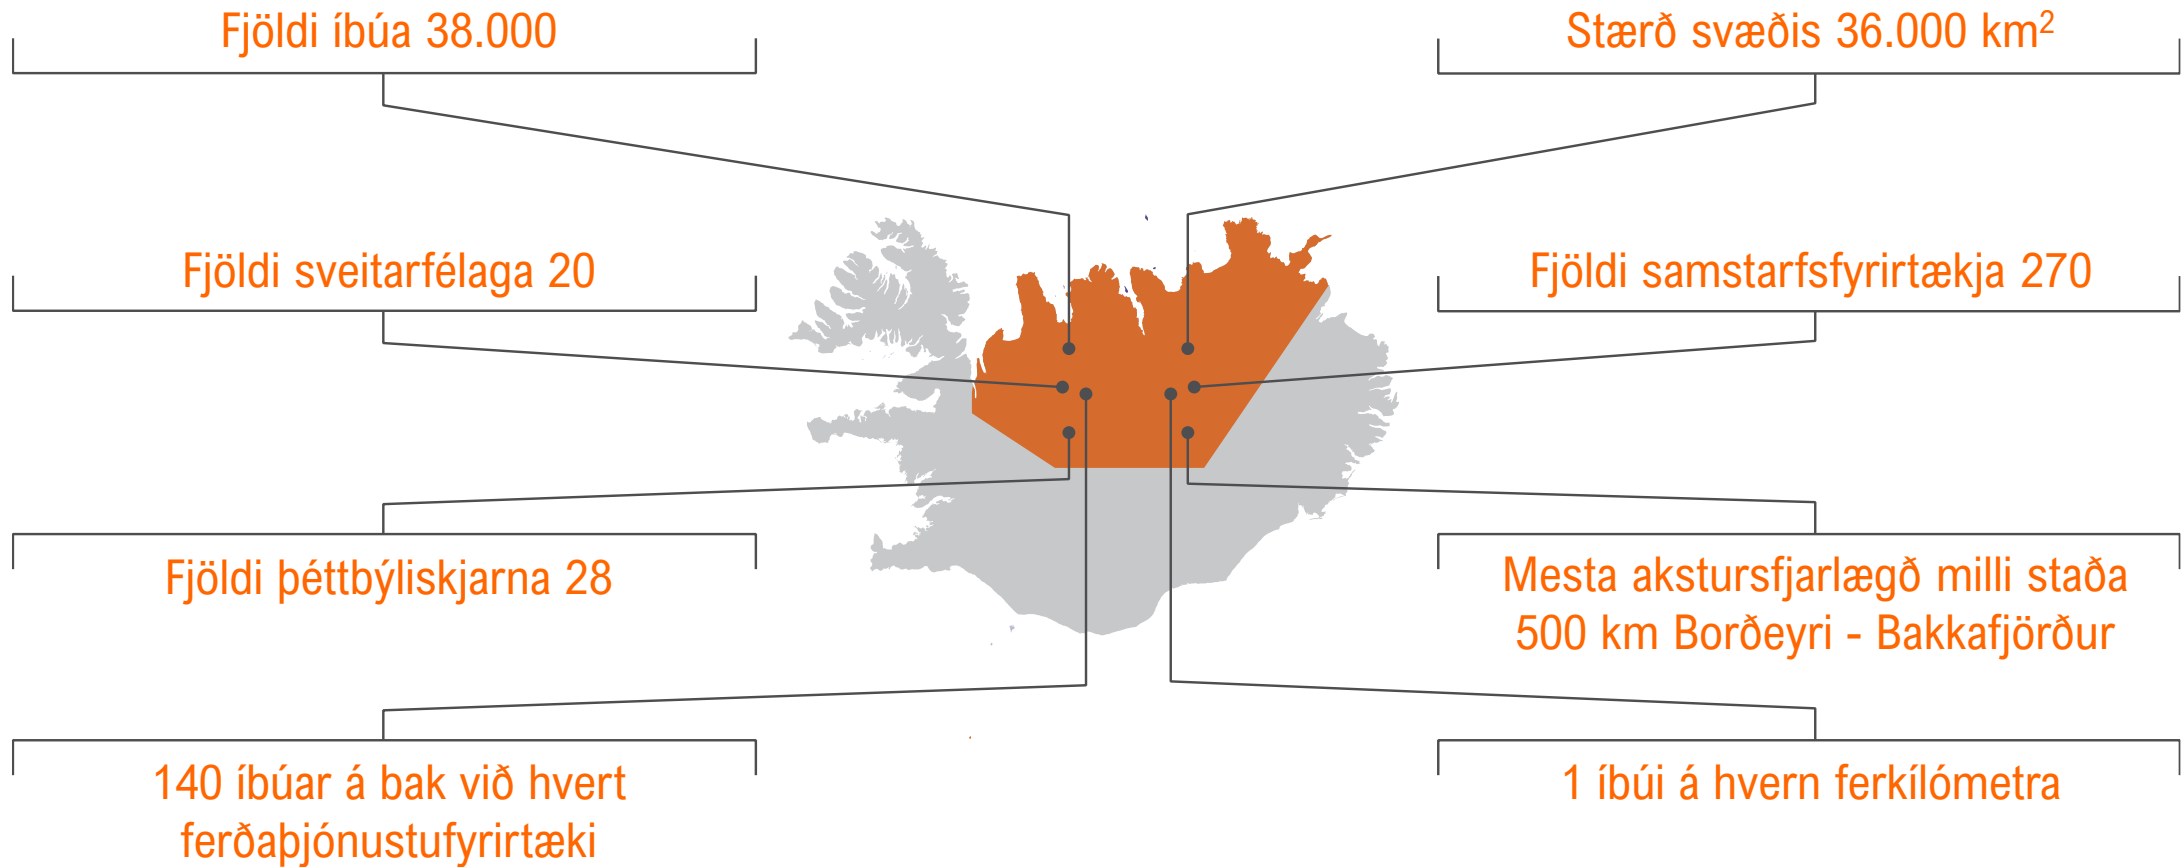 Fjöldi íbúa 38.000
Stærð svæðis 36.000 km²
Fjöldi sveitarfélaga 20
Fjöldi samstarfsfyrirtækja 270
Fjöldi þéttbýliskjarna 28
Mesta akstursfjarlægð milli staða
500 km Borðeyri - Bakkafjörður
140 íbúar á bak við hvert
ferðaþjónustufyrirtæki
1 íbúi á hvern ferkílómetra